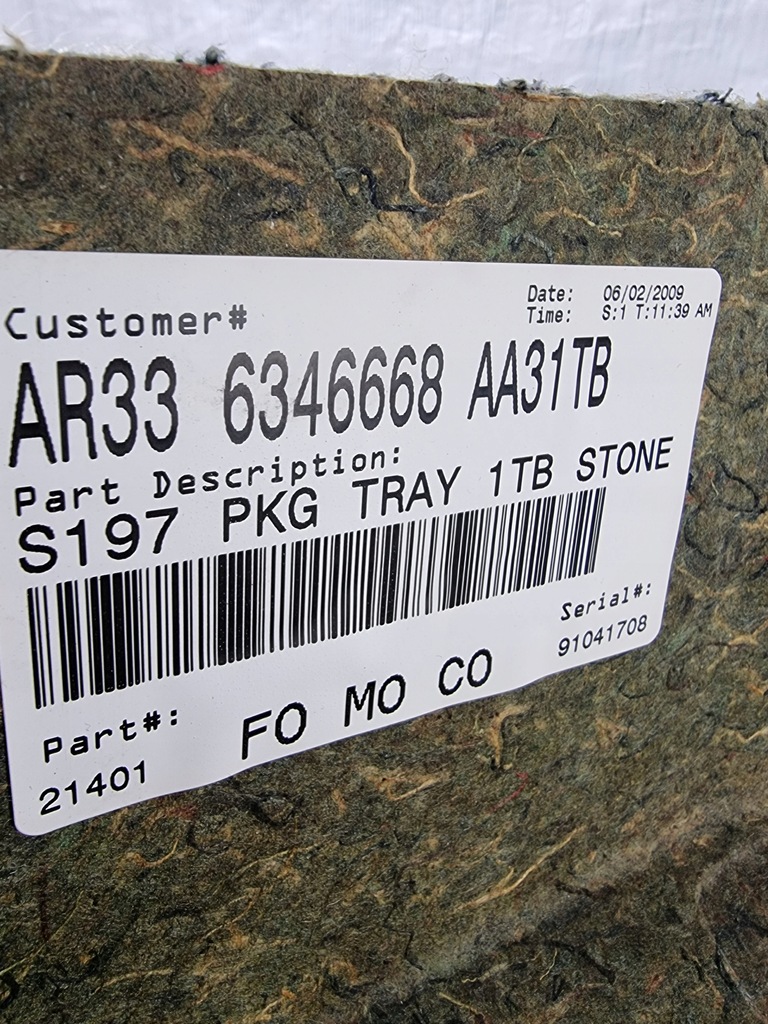 Date: 06/02/2009
Time: S:1 T:11:39 AM
Customer#
AR33 6346668 AA31TB
Part Description:
S197 PKG TRAY 1TB STONE
Serial#:
91041708
Part#:
FO MO CO
21401